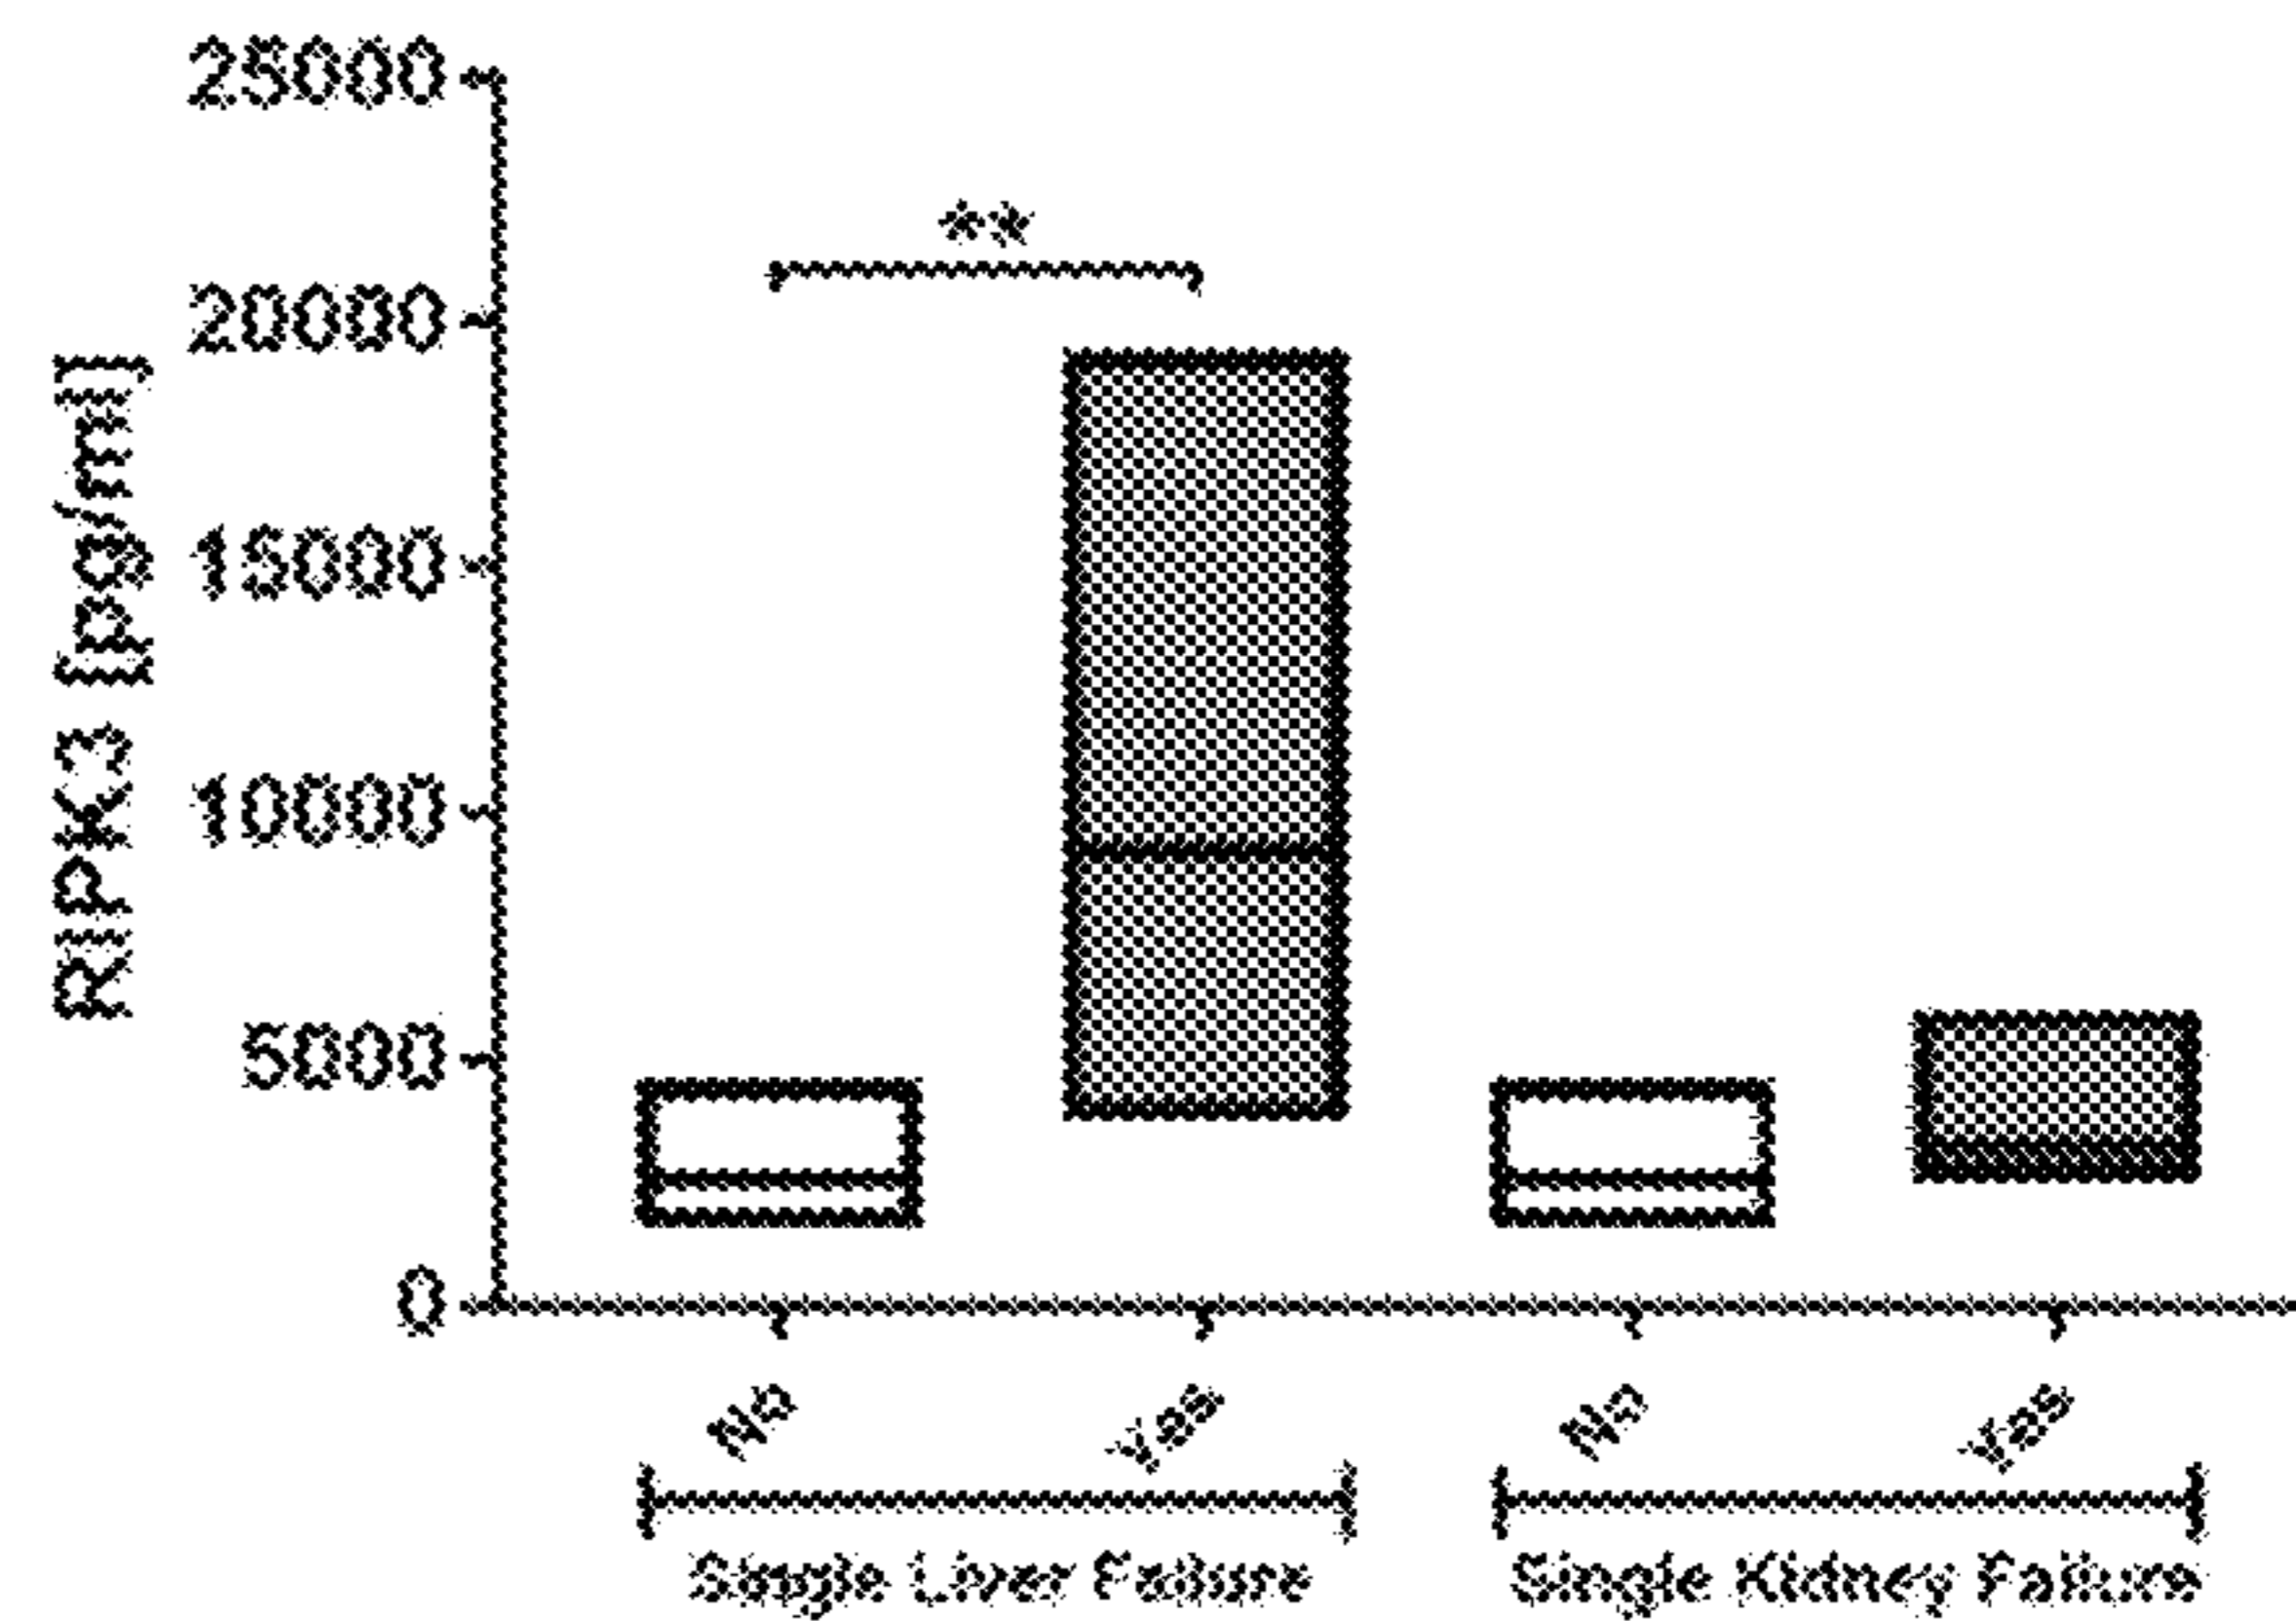 25000
20000
15000
10000
5000
0
RIPK3 [pg/ml]
**
No Yes No Yes
Single Liver Failure Single Kidney Failure